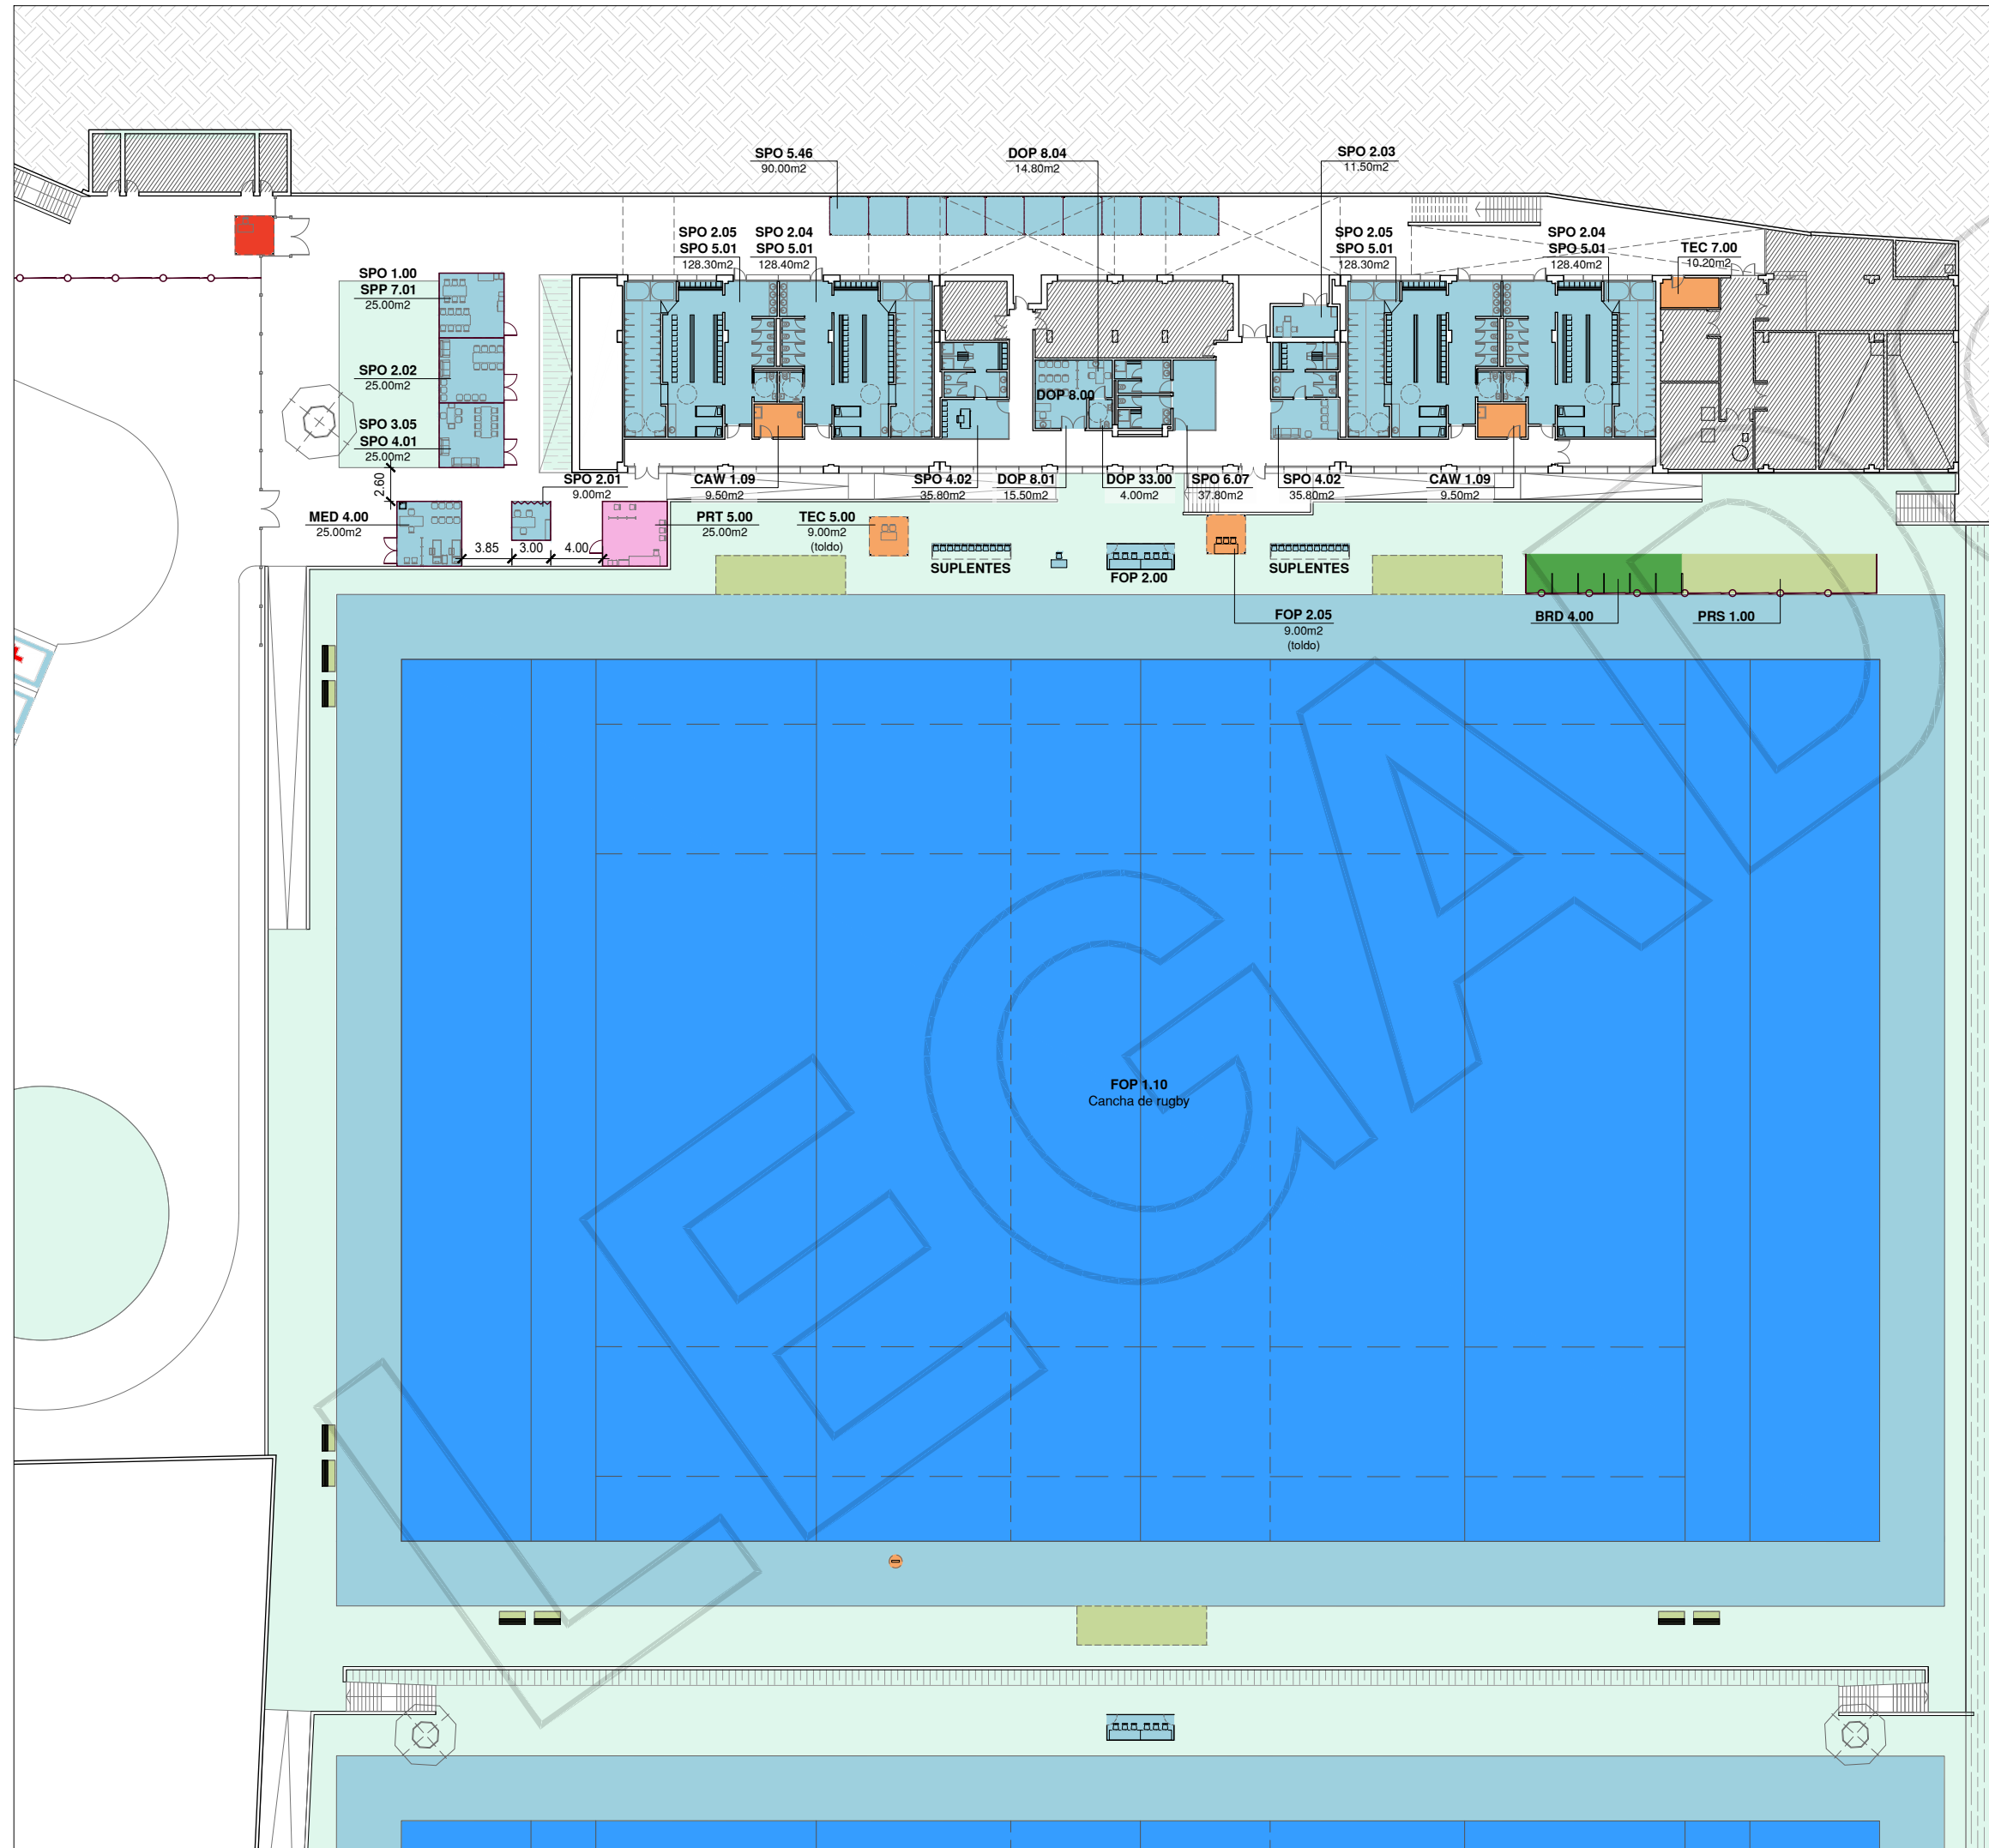 SPO 5.46
90.00m2
DOP 8.04
14.80m2
SPO 2.03
11.50m2
SPO 2.05
SPO 5.01
128.30m2
SPO 2.04
SPO 5.01
128.40m2
SPO 2.05
SPO 5.01
128.30m2
SPO 2.04
SPO 5.01
128.40m2
TEC 7.00
10.20m2
SPO 1.00
SPP 7.01
25.00m2
SPO 2.02
25.00m2
SPO 3.05
SPO 4.01
25.00m2
DOP 8.00
2.60
SPO 2.01
9.00m2
CAW 1.09
9.50m2
SPO 4.02
35.80m2
DOP 8.01
15.50m2
DOP 33.00
4.00m2
SPO 6.07
37.80m2
SPO 4.02
35.80m2
CAW 1.09
9.50m2
MED 4.00
25.00m2
PRT 5.00
25.00m2
TEC 5.00
9.00m2
(toldo)
3.85
3.00
4.00
SUPLENTES
FOP 2.00
SUPLENTES
FOP 2.05
9.00m2
(toldo)
BRD 4.00
PRS 1.00
FOP 1.10
Cancha de rugby
LEGAD